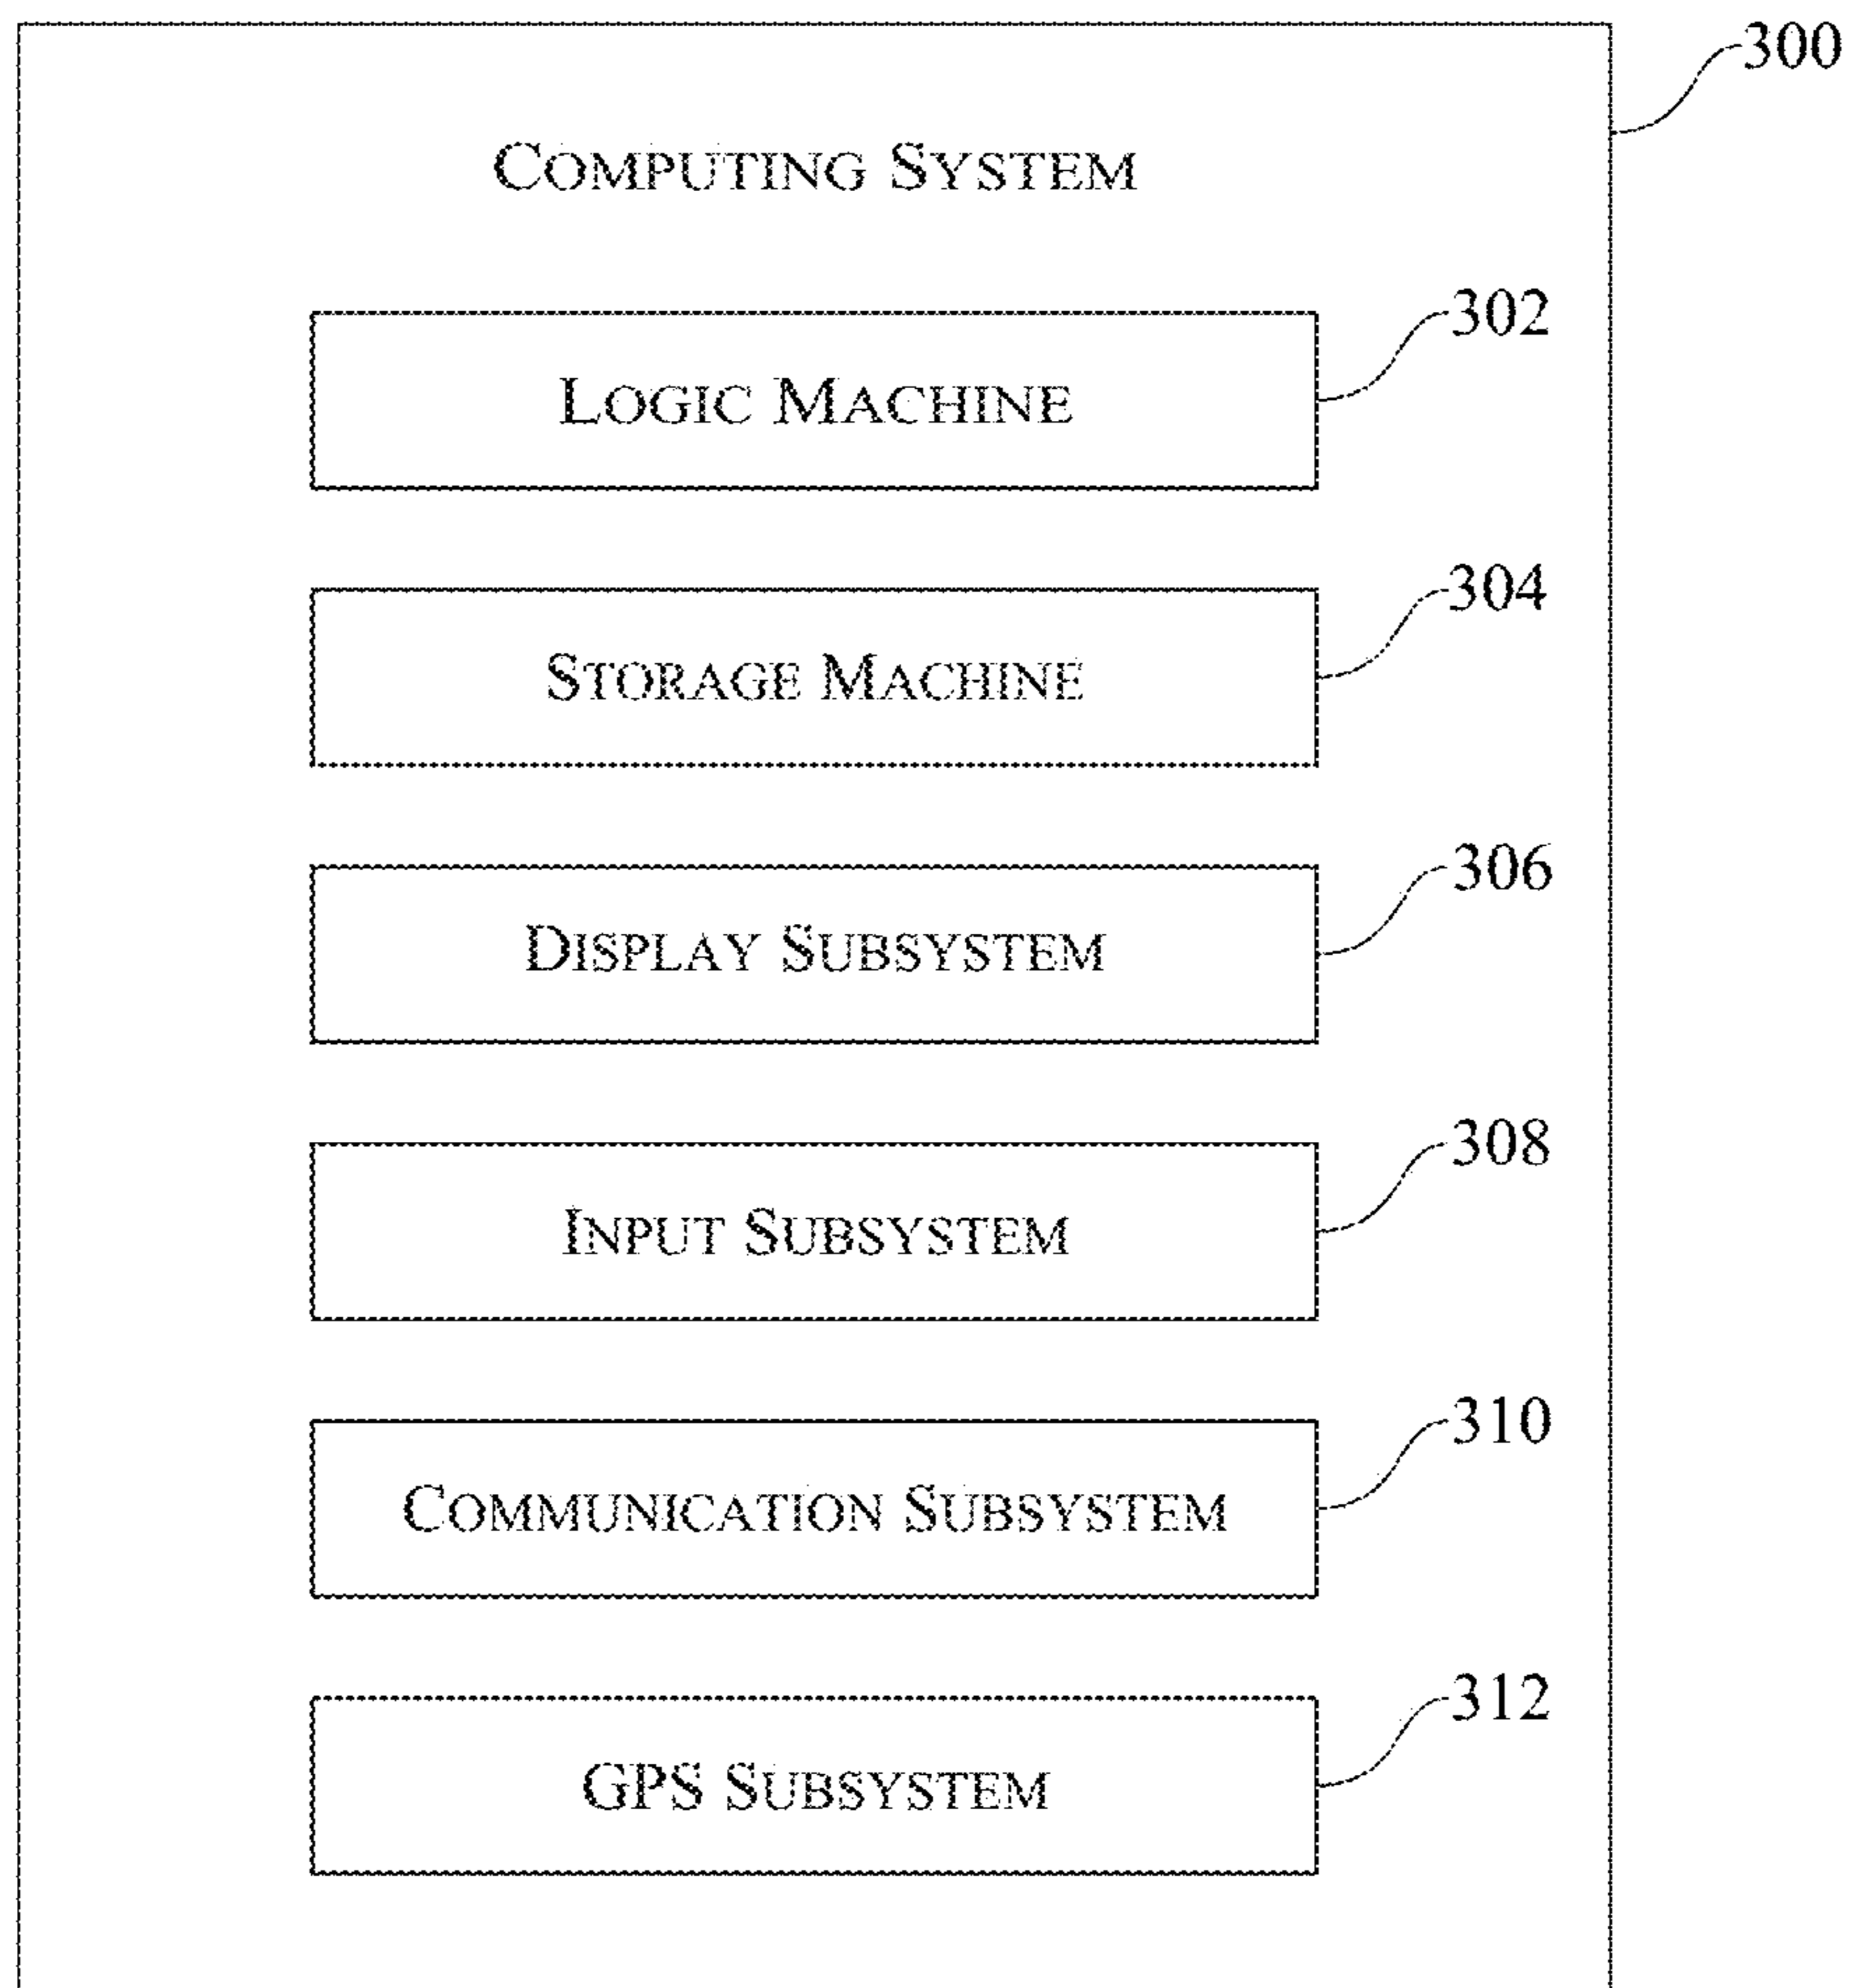 300
COMPUTING SYSTEM
302
LOGIC MACHINE
304
STORAGE MACHINE
306
DISPLAY SUBSYSTEM
308
INPUT SUBSYSTEM
310
COMMUNICATION SUBSYSTEM
312
GPS SUBSYSTEM